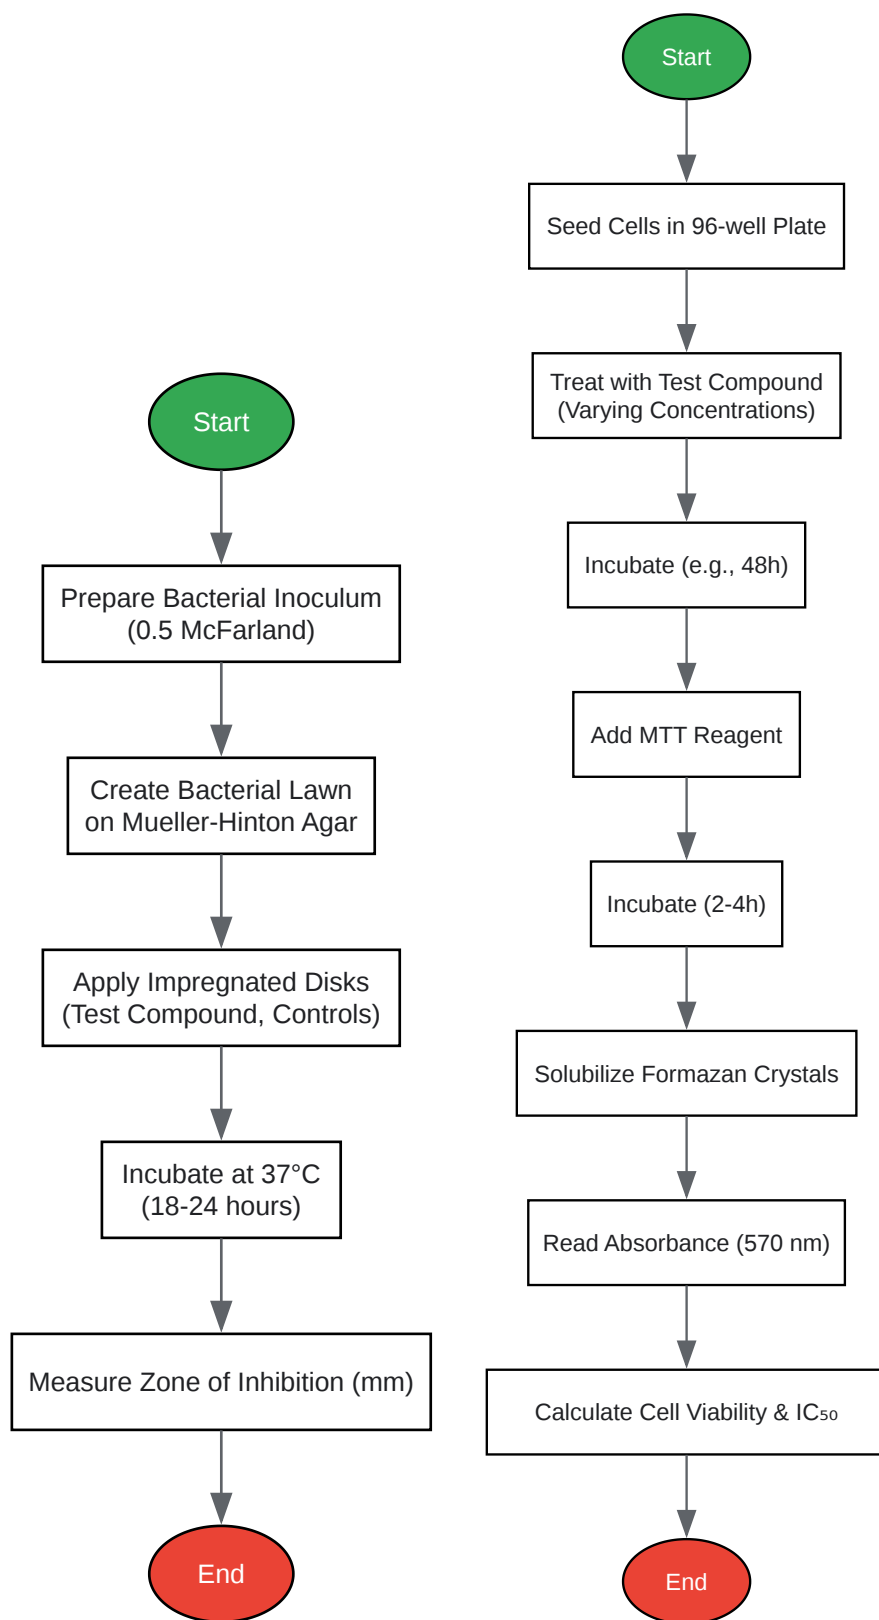 Start
Prepare Bacterial Inoculum
(0.5 McFarland)
Create Bacterial Lawn
on Mueller-Hinton Agar
Apply Impregnated Disks
(Test Compound, Controls)
Incubate at 37°C
(18-24 hours)
Measure Zone of Inhibition (mm)
End
Start
Seed Cells in 96-well Plate
Treat with Test Compound
(Varying Concentrations)
Incubate (e.g., 48h)
Add MTT Reagent
Incubate (2-4h)
Solubilize Formazan Crystals
Read Absorbance (570 nm)
Calculate Cell Viability & IC₅₀
End